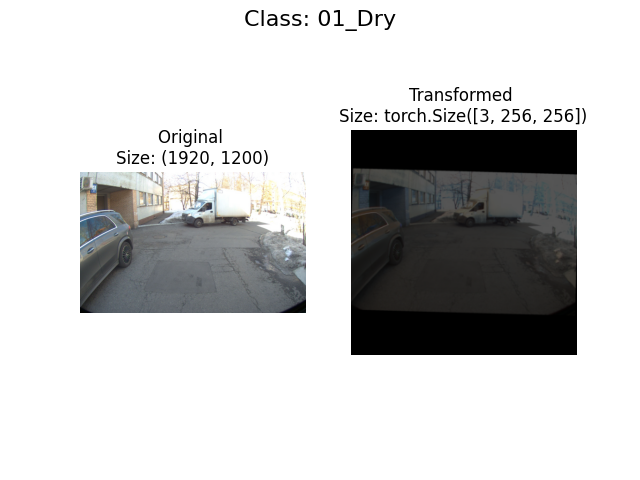 Class: 01_Dry
Original
Size: (1920, 1200)
Transformed
Size: torch.Size([3, 256, 256])